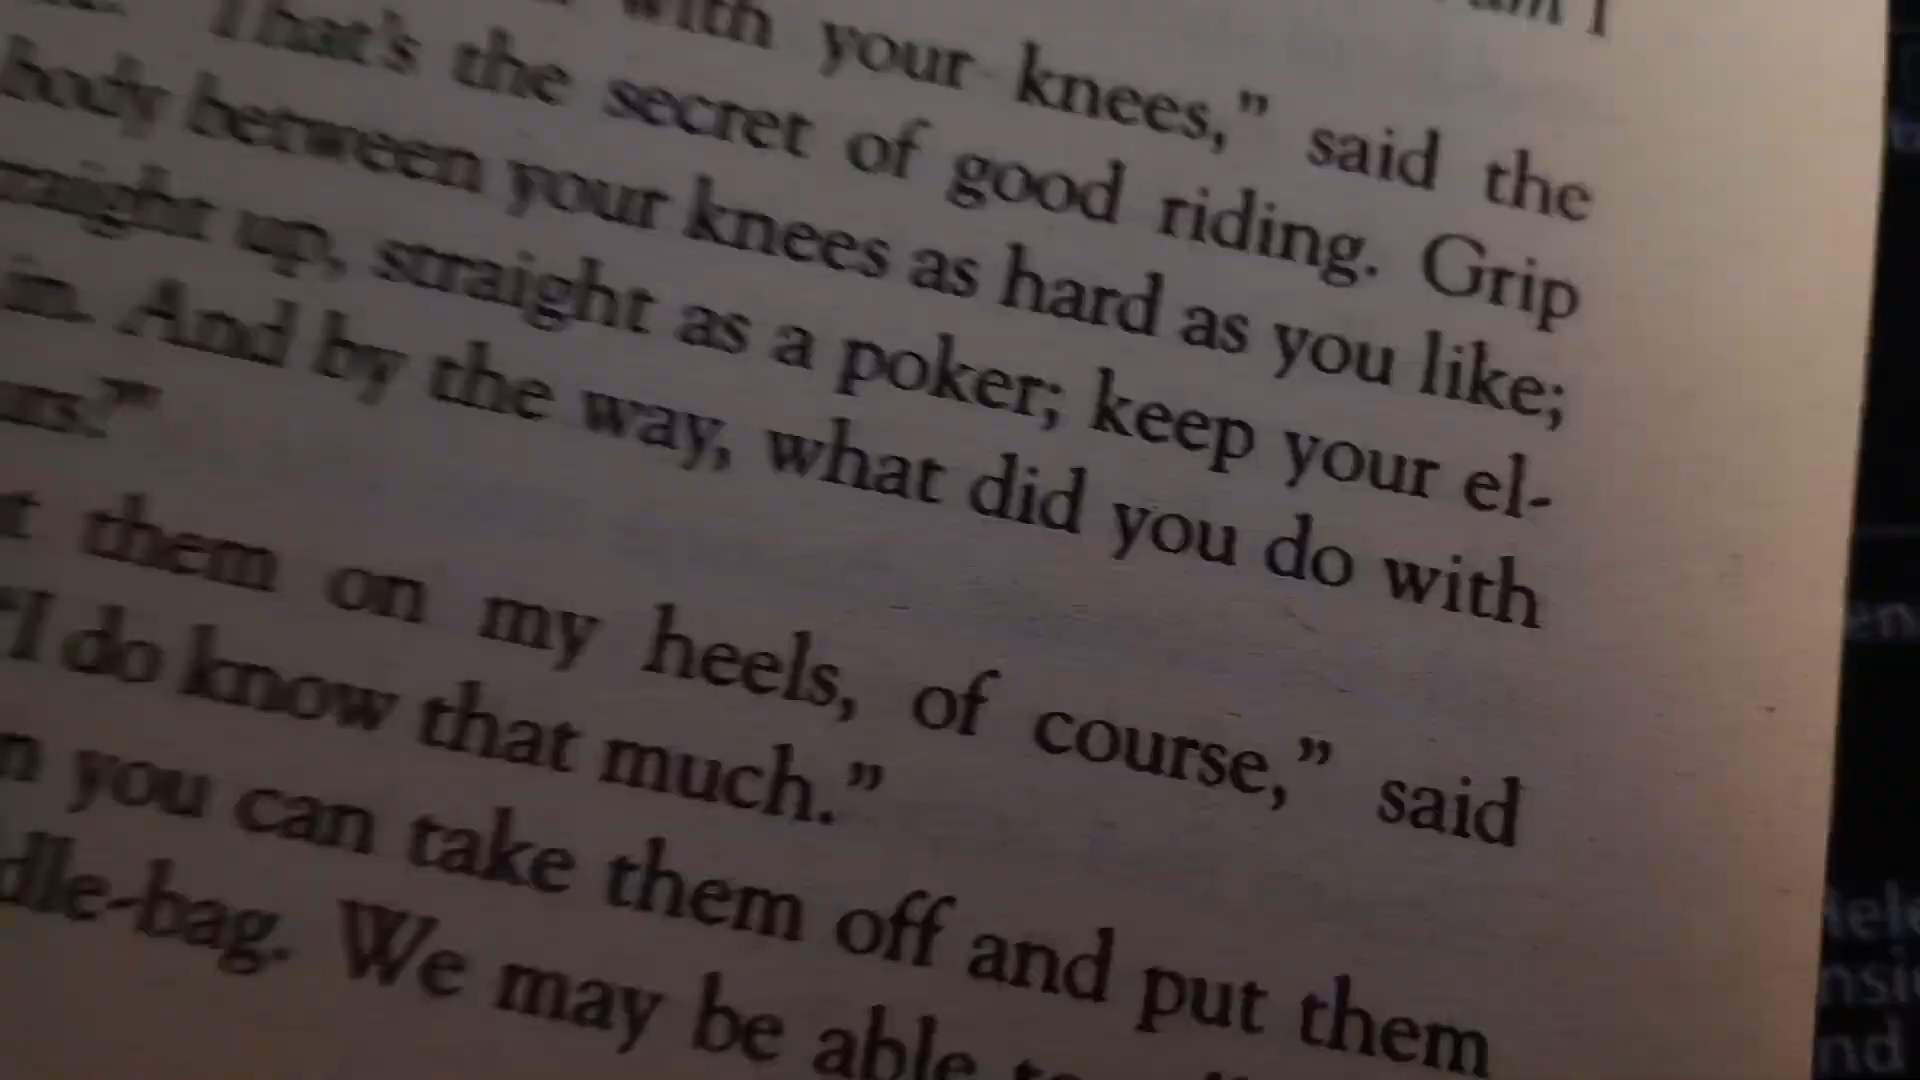 with your knees,” said the
That's the secret of good riding. Grip
body between your knees as hard as you like;
up, straight as a poker; keep your el-
in. And by the way, what did you do with
them on my heels, of course,” said
“I do know that much.”
you can take them off and put them
We may be able